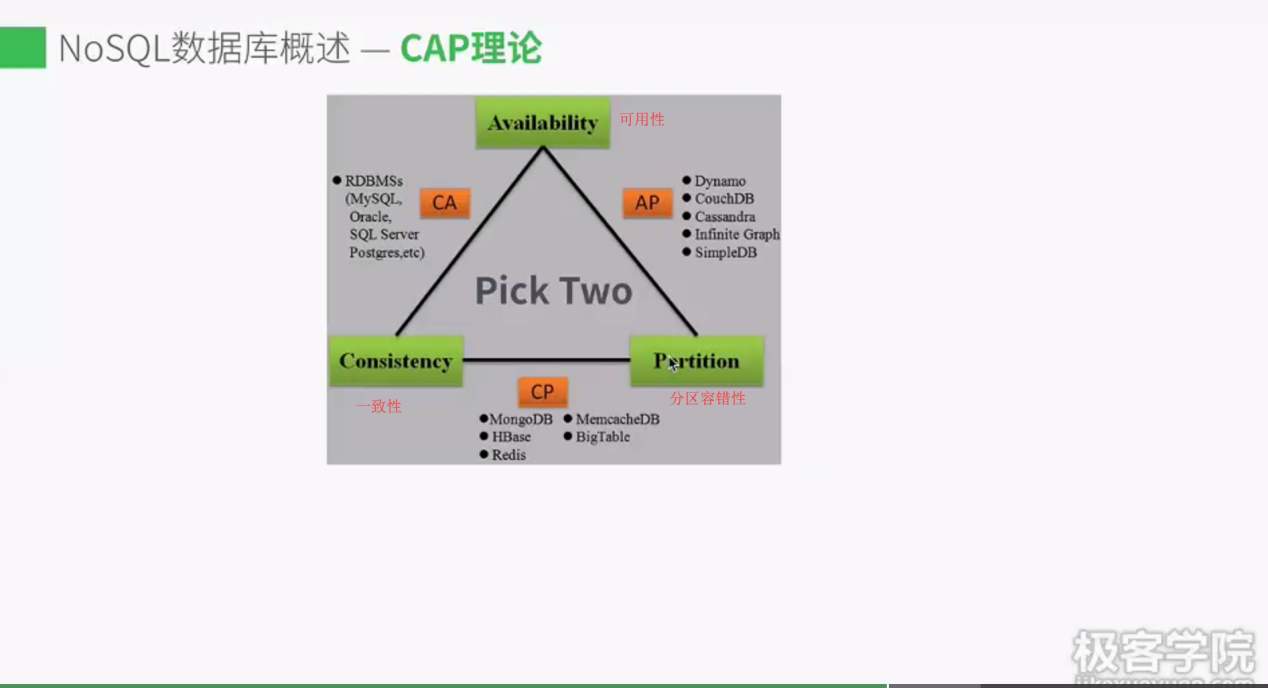 NoSQL数据库概述 — CAP理论
Availability
可用性
RDBMSs
(MySQL,
Oracle,
SQL Server
Postgres,etc)
CA
AP
Dynamo
CouchDB
Cassandra
Infinite Graph
SimpleDB
Pick Two
Consistency
一致性
Partition
分区容错性
CP
MongoDB
HBase
Redis
MemcacheDB
BigTable
极客学院